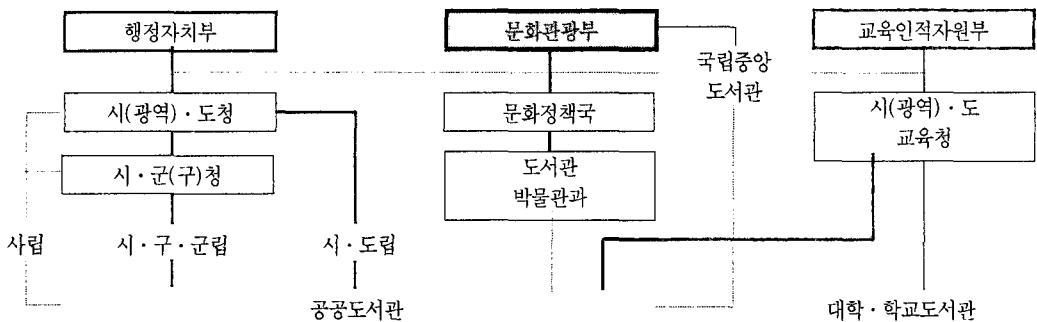 행정자치부
문화관광부
교육인적자원부
국립중앙
도서관
시(광역)·도청
문화정책국
시(광역)·도
교육청
시·군(구)청
도서관
박물관과
사립
시·구·군립
시·도립
공공도서관
대학·학교도서관